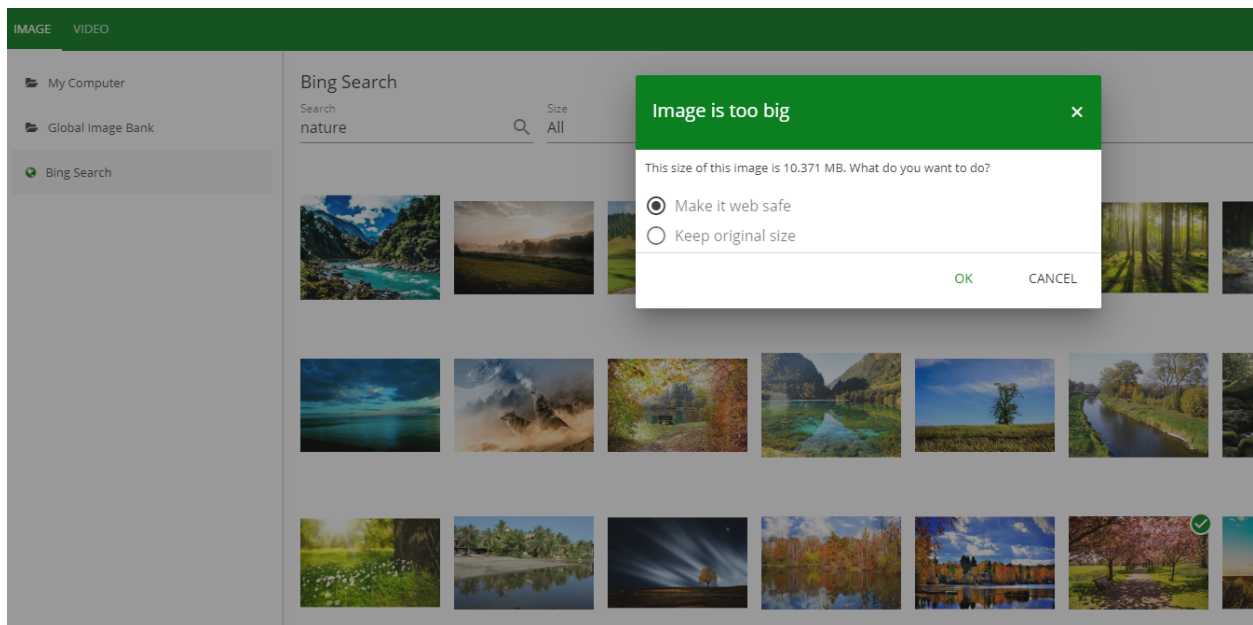 IMAGE VIDEO
My Computer
Global Image Bank
Bing Search
Bing Search
Search
nature
Size
All
Image is too big
This size of this image is 10.371 MB. What do you want to do?
Make it web safe
Keep original size
OK CANCEL